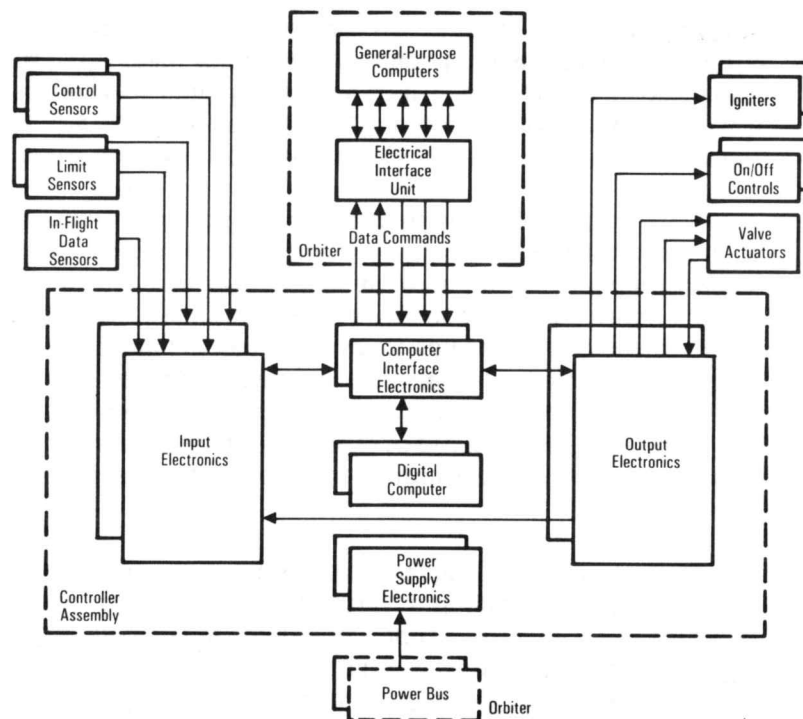 General-Purpose
Computers
Control
Sensors
Igniters
Electrical
Interface
Unit
Limit
Sensors
On/Off
Controls
In-Flight
Data
Sensors
Data Commands
Orbiter
Valve
Actuators
Computer
Interface
Electronics
Input
Electronics
Output
Electronics
Digital
Computer
Power
Supply
Electronics
Controller
Assembly
Power Bus
Orbiter